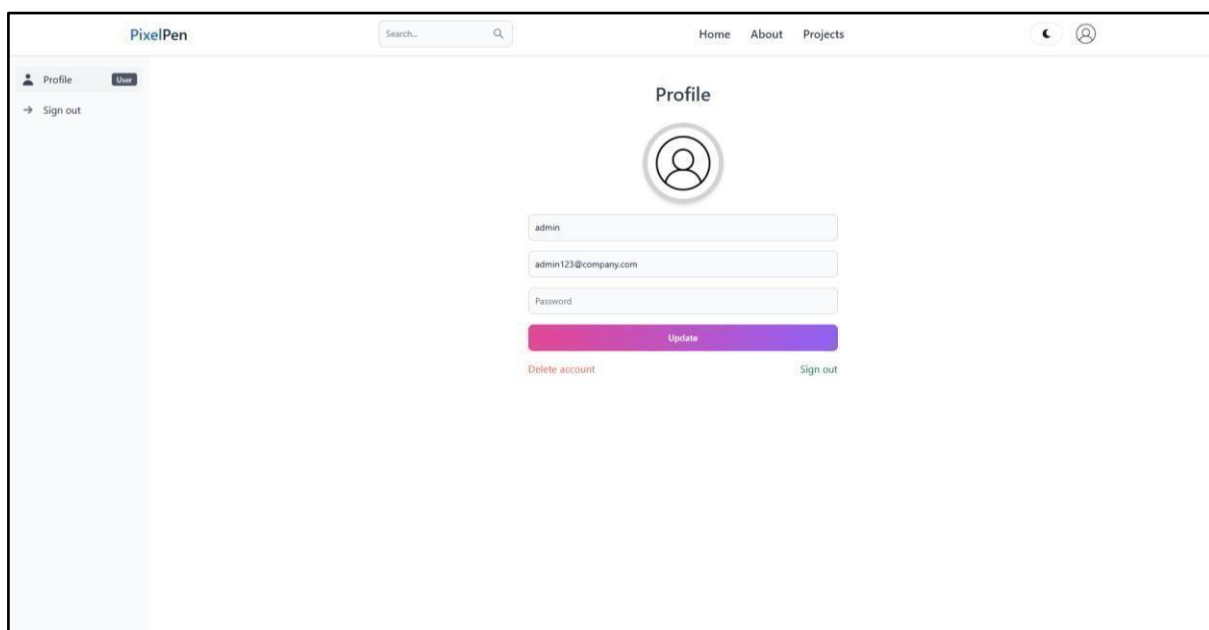 PixelPen Search... Home About Projects
Profile User
Sign out
Profile
admin
admin123@company.com
Password
Update
Delete account Sign out